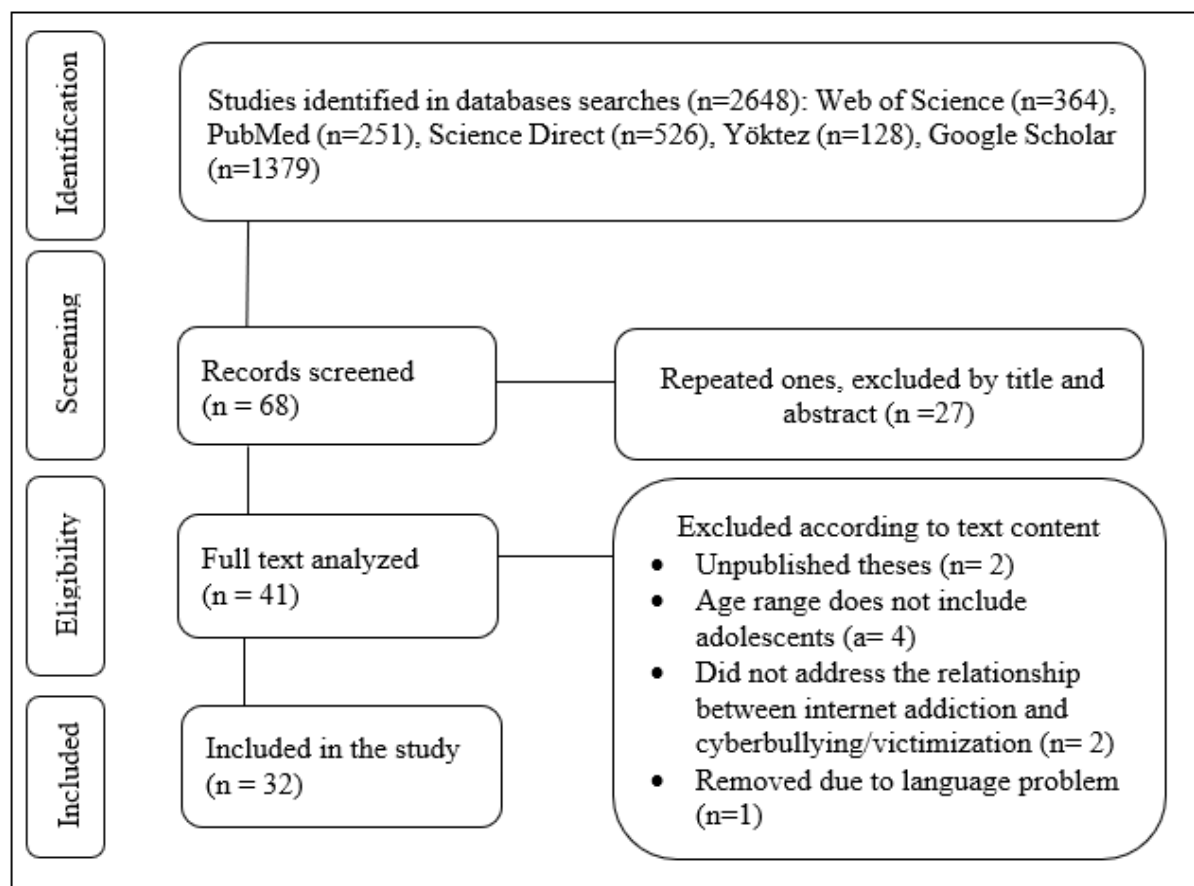 Identification
Studies identified in databases searches (n=2648): Web of Science (n=364),
PubMed (n=251), Science Direct (n=526), Yöktez (n=128), Google Scholar
(n=1379)
Screening
Records screened
(n = 68)
Repeated ones, excluded by title and
abstract (n =27)
Eligibility
Full text analyzed
(n = 41)
Excluded according to text content
• Unpublished theses (n= 2)
• Age range does not include
adolescents (a= 4)
• Did not address the relationship
between internet addiction and
cyberbullying/victimization (n= 2)
• Removed due to language problem
(n=1)
Included
Included in the study
(n = 32)